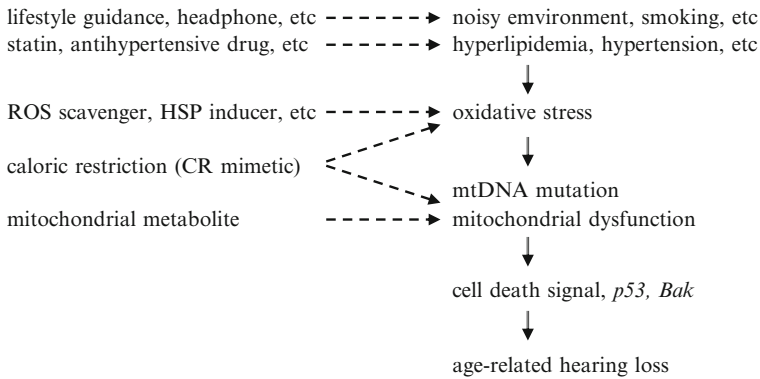 lifestyle guidance, headphone, etc noisy emvironment, smoking, etc
statin, antihypertensive drug, etc hyperlipidemia, hypertension, etc
ROS scavenger, HSP inducer, etc oxidative stress
caloric restriction (CR mimetic)
mtDNA mutation
mitochondrial metabolite mitochondrial dysfunction
cell death signal, p53, Bak
age-related hearing loss